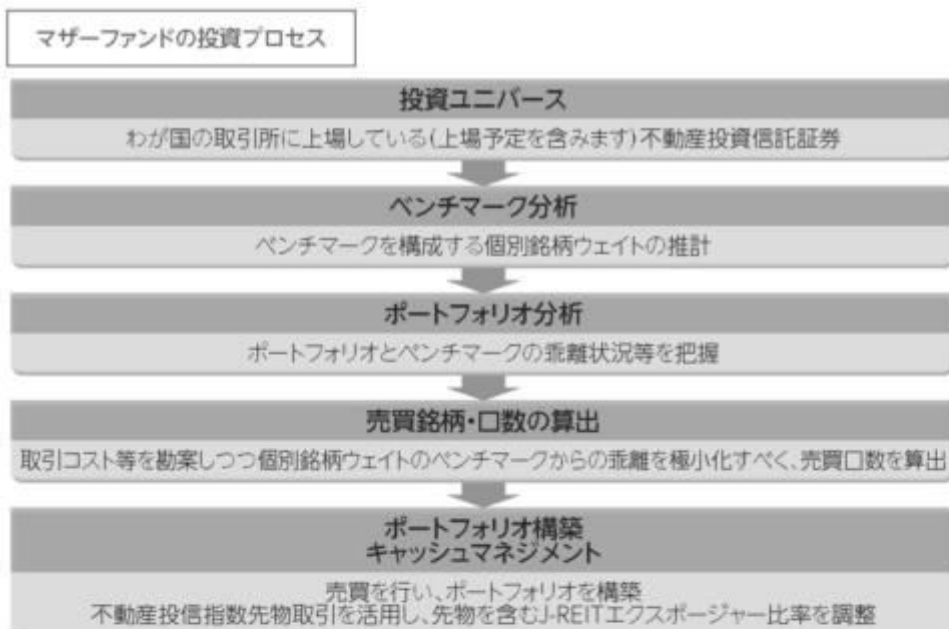 マザーファンドの投資プロセス
投資ユニバース
わが国の取引所に上場している(上場予定を含みます)不動産投資信託証券
ベンチマーク分析
ベンチマークを構成する個別銘柄ウェイトの推計
ポートフォリオ分析
ポートフォリオとベンチマークの乖離状況等を把握
売買銘柄・口数の算出
取引コスト等を勘案しつつ個別銘柄ウェイトのベンチマークからの乖離を極小化すべく、売買口数を算出
ポートフォリオ構築
キャッシュマネジメント
売買を行い、ポートフォリオを構築
不動産投信指数先物取引を活用し、先物を含むJ-REITエクスポージャー比率を調整